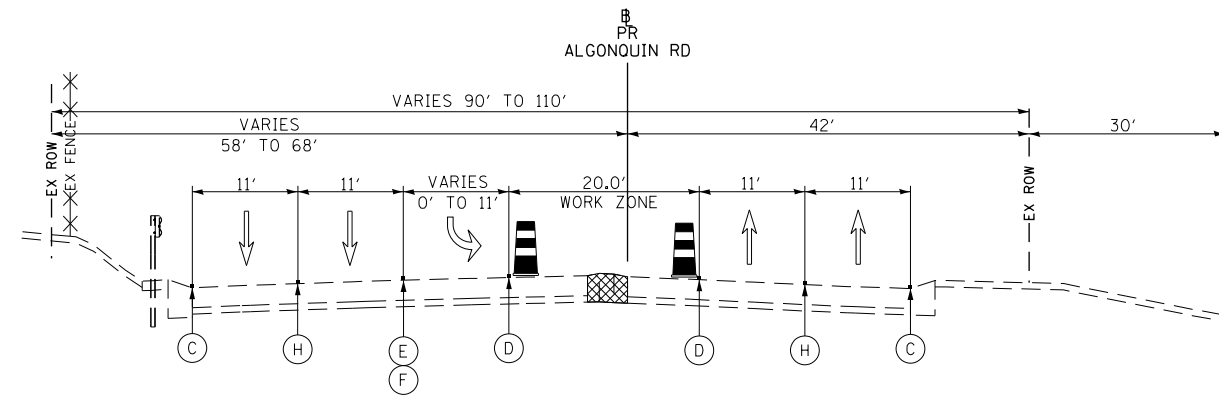 ℄
PR
ALGONQUIN RD
VARIES 90' TO 110'
VARIES
58' TO 68'
42'
30'
EX ROW
EX FENCE
EX ROW
11'
11'
VARIES
0' TO 11'
20.0'
WORK ZONE
11'
11'
C
H
E
F
D
D
H
C